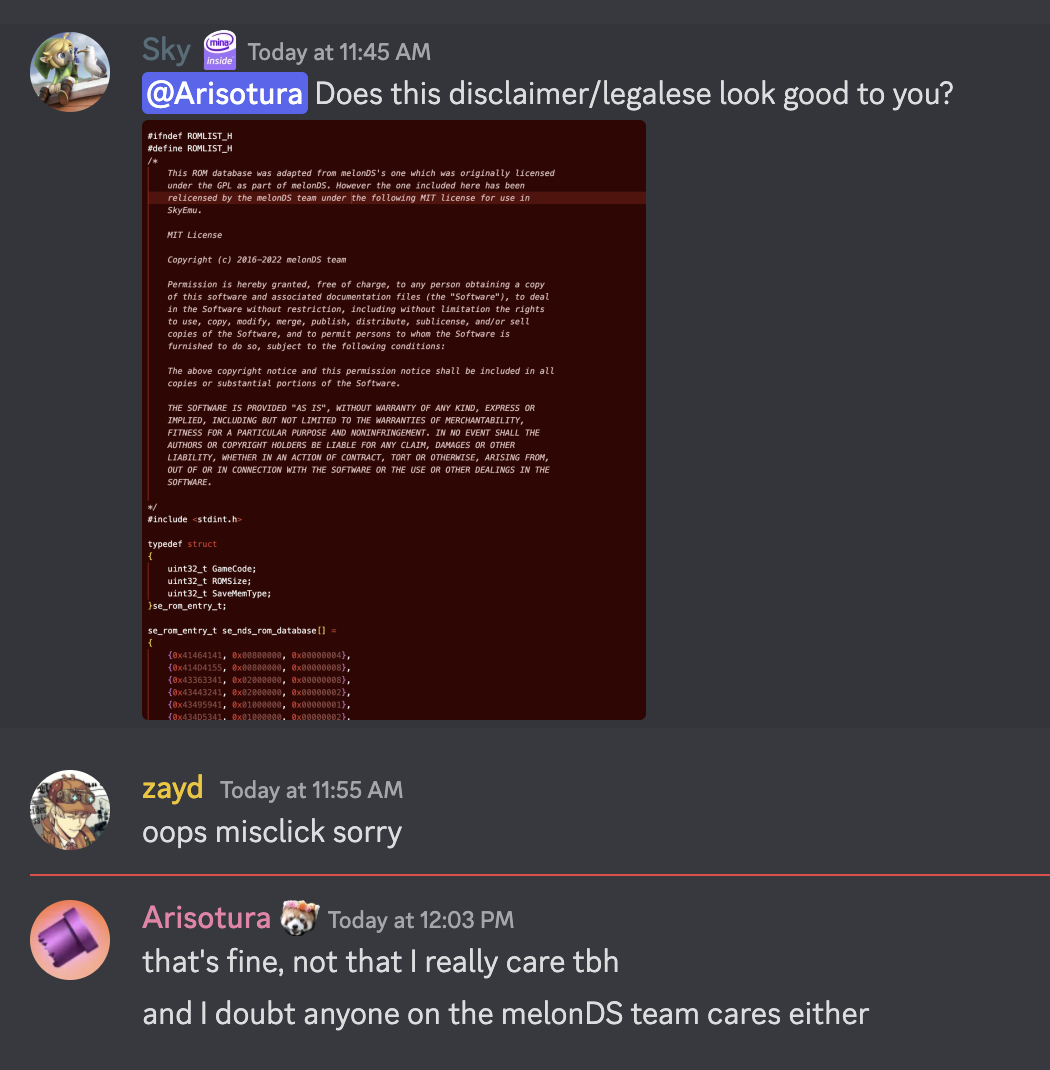 Sky mina inside Today at 11:45 AM
@Arisotura Does this disclaimer/legalese look good to you?
#ifndef ROMLIST_H
#define ROMLIST_H
/*
This ROM database was adapted from melonDS's one which was originally licensed
under the GPL as part of melonDS. However the one included here has been
relicensed by the melonDS team under the following MIT license for use in
SkyEmu.
MIT License
Copyright (c) 2016-2022 melonDS team
Permission is hereby granted, free of charge, to any person obtaining a copy
of this software and associated documentation files (the "Software"), to deal
in the Software without restriction, including without limitation the rights
to use, copy, modify, merge, publish, distribute, sublicense, and/or sell
copies of the Software, and to permit persons to whom the Software is
furnished to do so, subject to the following conditions:
The above copyright notice and this permission notice shall be included in all
copies or substantial portions of the Software.
THE SOFTWARE IS PROVIDED "AS IS", WITHOUT WARRANTY OF ANY KIND, EXPRESS OR
IMPLIED, INCLUDING BUT NOT LIMITED TO THE WARRANTIES OF MERCHANTABILITY,
FITNESS FOR A PARTICULAR PURPOSE AND NONINFRINGEMENT. IN NO EVENT SHALL THE
AUTHORS OR COPYRIGHT HOLDERS BE LIABLE FOR ANY CLAIM, DAMAGES OR OTHER
LIABILITY, WHETHER IN AN ACTION OF CONTRACT, TORT OR OTHERWISE, ARISING FROM,
OUT OF OR IN CONNECTION WITH THE SOFTWARE OR THE USE OR OTHER DEALINGS IN THE
SOFTWARE.
*/
#include <stdint.h>
typedef struct
{
uint32_t GameCode;
uint32_t ROMSize;
uint32_t SaveMemType;
}se_rom_entry_t;
se_rom_entry_t se_nds_rom_database[] =
{
{0x41464141, 0x00800000, 0x00000004},
{0x414D4155, 0x00800000, 0x00000008},
{0x43363341, 0x02000000, 0x00000008},
{0x43443241, 0x02000000, 0x00000002},
{0x43495941, 0x01000000, 0x00000001},
{0x434D5341, 0x01000000, 0x00000002},
zayd Today at 11:55 AM
oops misclick sorry
Arisotura Today at 12:03 PM
that's fine, not that I really care tbh
and I doubt anyone on the melonDS team cares either